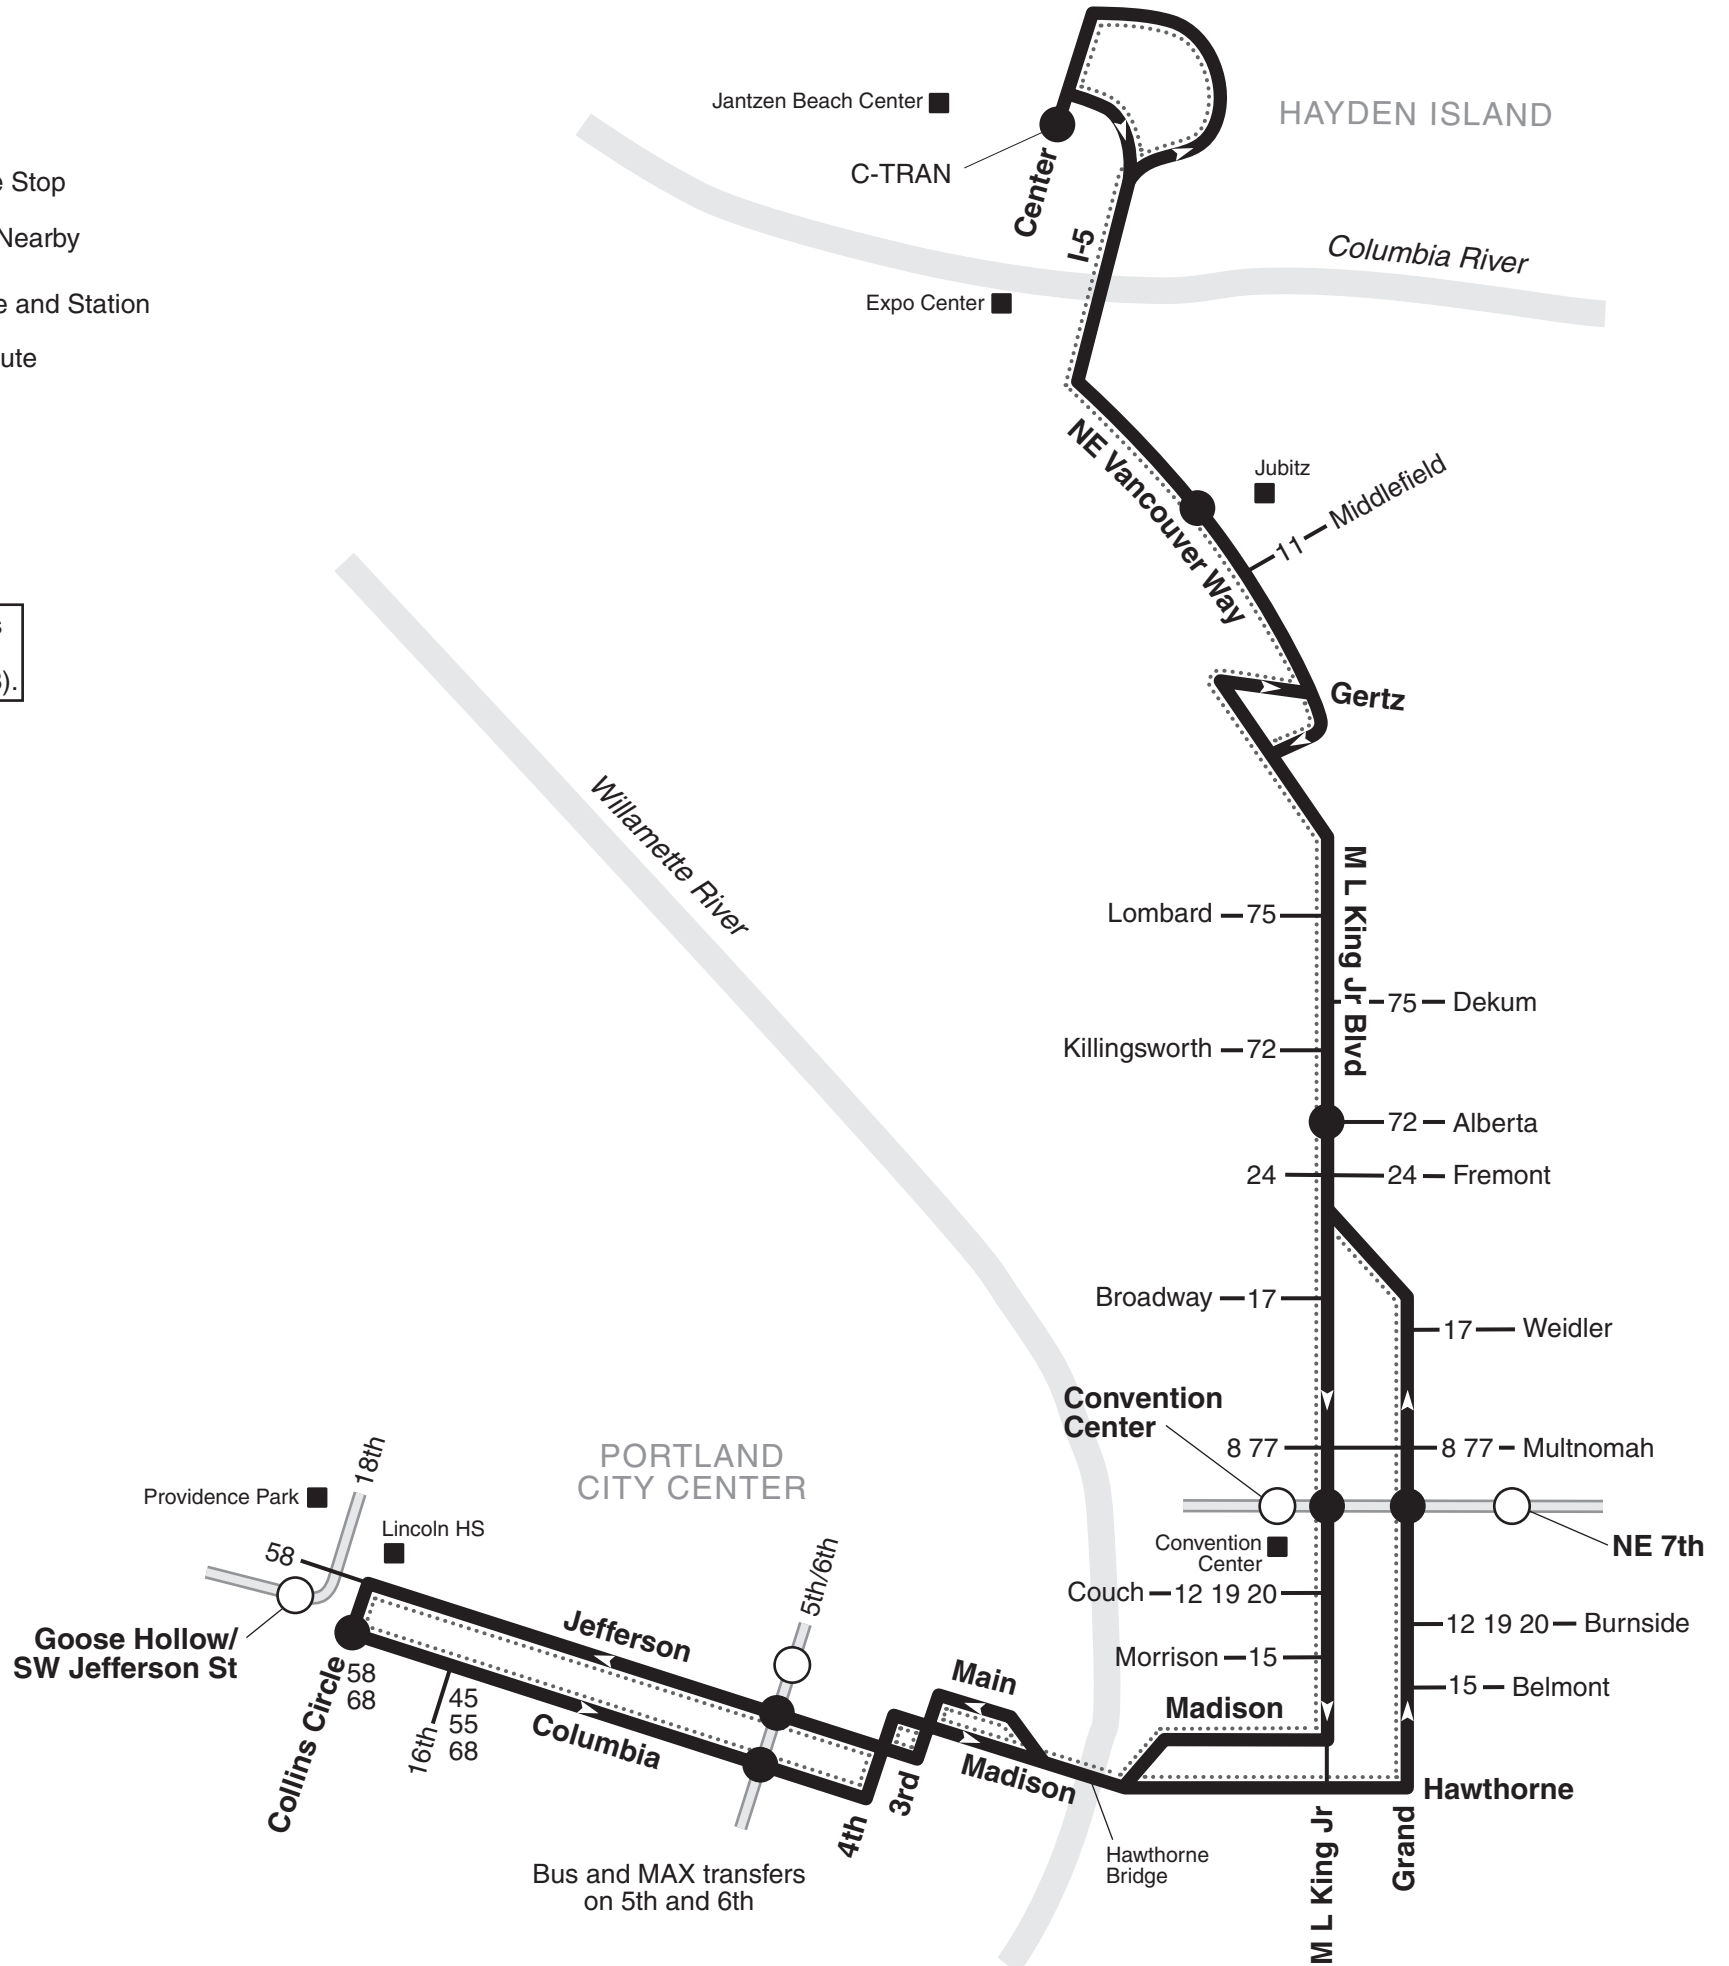 Jantzen Beach Center
HAYDEN ISLAND
C-TRAN
Center
Stop
Nearby
I-5
Columbia River
Expo Center
and Station
ute
NE Vancouver Way
Jubitz
11 Middlefield
s
).
Gertz
Willamette River
M L King Jr Blvd
Lombard 75
75 Dekum
Killingsworth 72
72 Alberta
24
24 Fremont
Broadway 17
17 Weidler
Convention
Center
8 77
8 77 Multnomah
PORTLAND
CITY CENTER
18th
Providence Park
Lincoln HS
58
5th/6th
Convention
Center
NE 7th
Couch 12 19 20
12 19 20 Burnside
Goose Hollow/
SW Jefferson St
Jefferson
Morrison 15
15 Belmont
Main
Madison
58
68
Collins Circle
16th
45
55
68
Columbia
Madison
3rd
4th
Hawthorne
Hawthorne
Bridge
M L King Jr
Grand
Bus and MAX transfers
on 5th and 6th